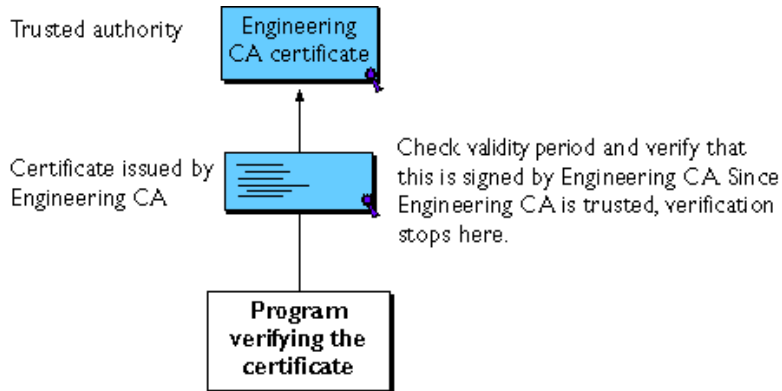 Trusted authority
Engineering
CA certificate
Certificate issued by
Engineering CA
Check validity period and verify that
this is signed by Engineering CA. Since
Engineering CA is trusted, verification
stops here.
Program
verifying the
certificate